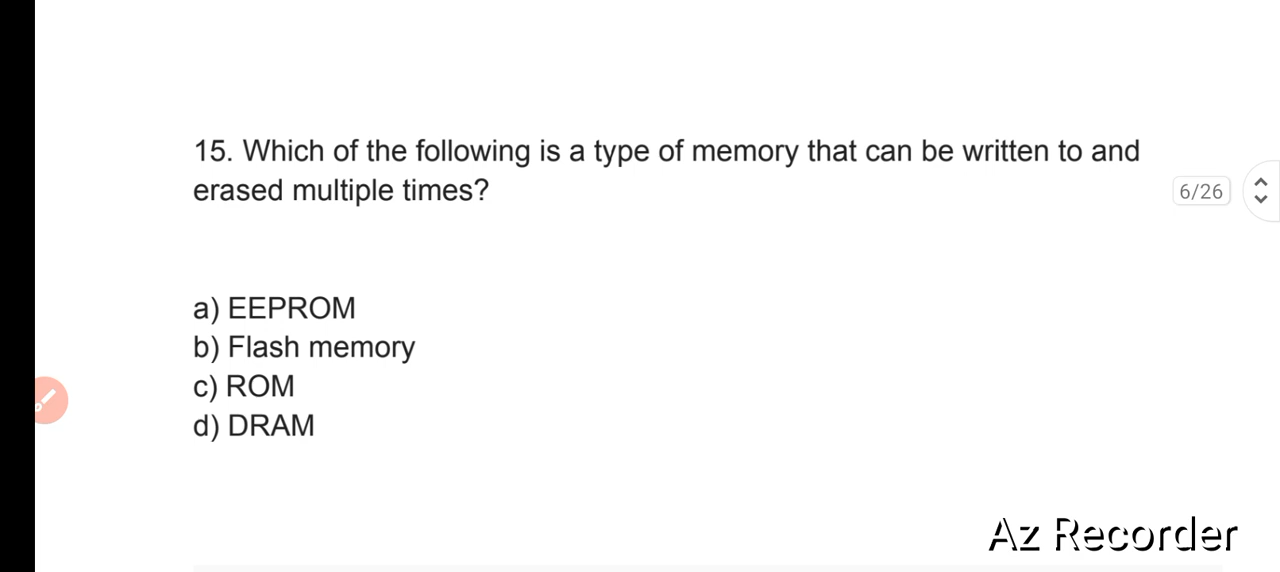 15. Which of the following is a type of memory that can be written to and
erased multiple times?
6/26
a) EEPROM
b) Flash memory
c) ROM
d) DRAM
Az Recorder